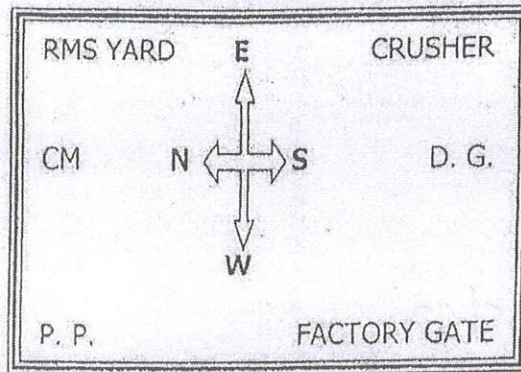 RMS YARD E CRUSHER
CM N S D. G.
W
P. P. FACTORY GATE